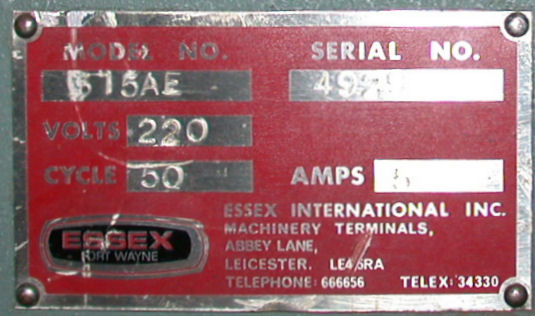 MODEL NO. SERIAL NO.
VOLTS 220
CYCLE 50 AMPS
ESSEX INTERNATIONAL INC.
MACHINERY TERMINALS,
ABBEY LANE,
LEICESTER. LE4 5RA
TELEPHONE: 666656 TELEX: 34330
ESSEX
FORT WAYNE